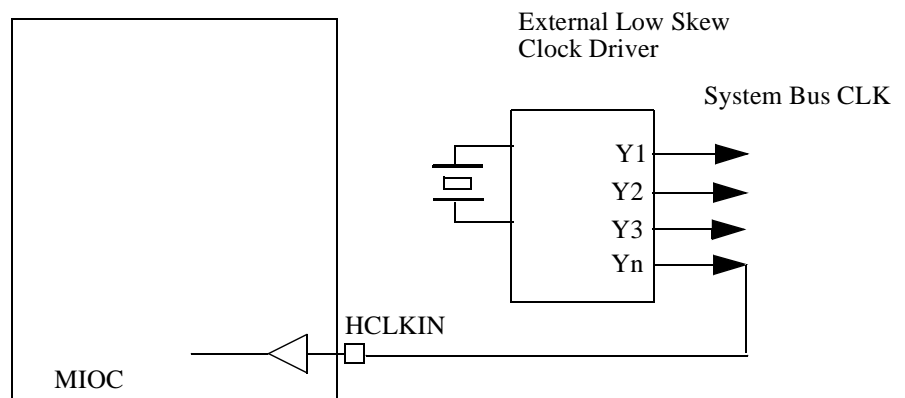 External Low Skew
Clock Driver
System Bus CLK
Y1
Y2
Y3
Yn
HCLKIN
MIOC